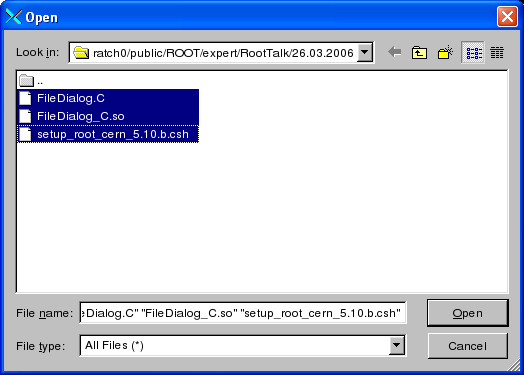 Open
Look in: ratch0/public/ROOT/expert/RootTalk/26.03.2006
..
FileDialog.C
FileDialog_C.so
setup_root_cern_5.10.b.csh
File name: eDialog.C" "FileDialog_C.so" "setup_root_cern_5.10.b.csh"
Open
File type: All Files (*)
Cancel